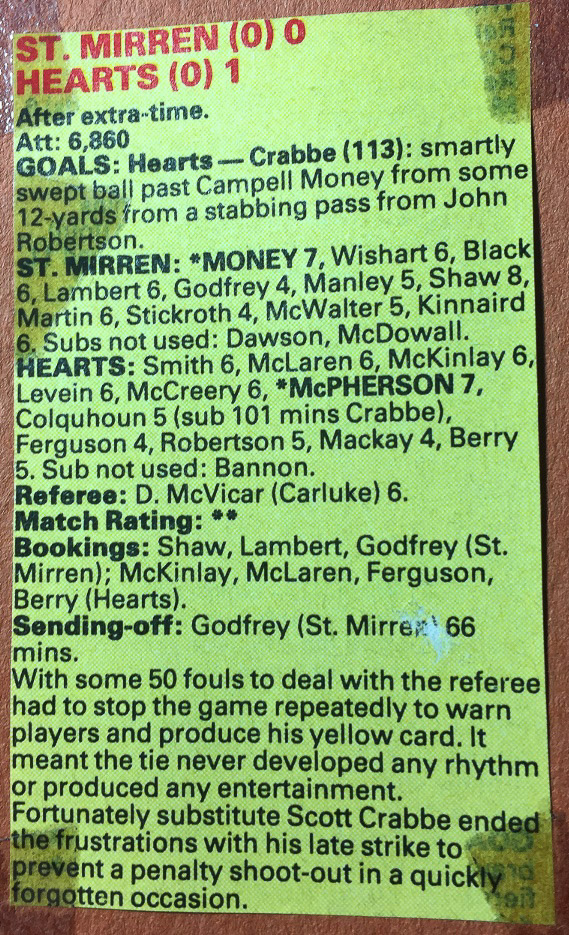 ST. MIRREN (0) 0
HEARTS (0) 1
After extra-time.
Att: 6,860
GOALS: Hearts — Crabbe (113): smartly
swept ball past Campell Money from some
12-yards from a stabbing pass from John
Robertson.
ST. MIRREN: *MONEY 7, Wishart 6, Black
6, Lambert 6, Godfrey 4, Manley 5, Shaw 8,
Martin 6, Stickroth 4, McWalter 5, Kinnaird
6. Subs not used: Dawson, McDowall.
HEARTS: Smith 6, McLaren 6, McKinlay 6,
Levein 6, McCreery 6, *McPHERSON 7,
Colquhoun 5 (sub 101 mins Crabbe),
Ferguson 4, Robertson 5, Mackay 4, Berry
5. Sub not used: Bannon.
Referee: D. McVicar (Carluke) 6.
Match Rating: **
Bookings: Shaw, Lambert, Godfrey (St.
Mirren); McKinlay, McLaren, Ferguson,
Berry (Hearts).
Sending-off: Godfrey (St. Mirren) 66
mins.
With some 50 fouls to deal with the referee
had to stop the game repeatedly to warn
players and produce his yellow card. It
meant the tie never developed any rhythm
or produced any entertainment.
Fortunately substitute Scott Crabbe ended
the frustrations with his late strike to
prevent a penalty shoot-out in a quickly
forgotten occasion.